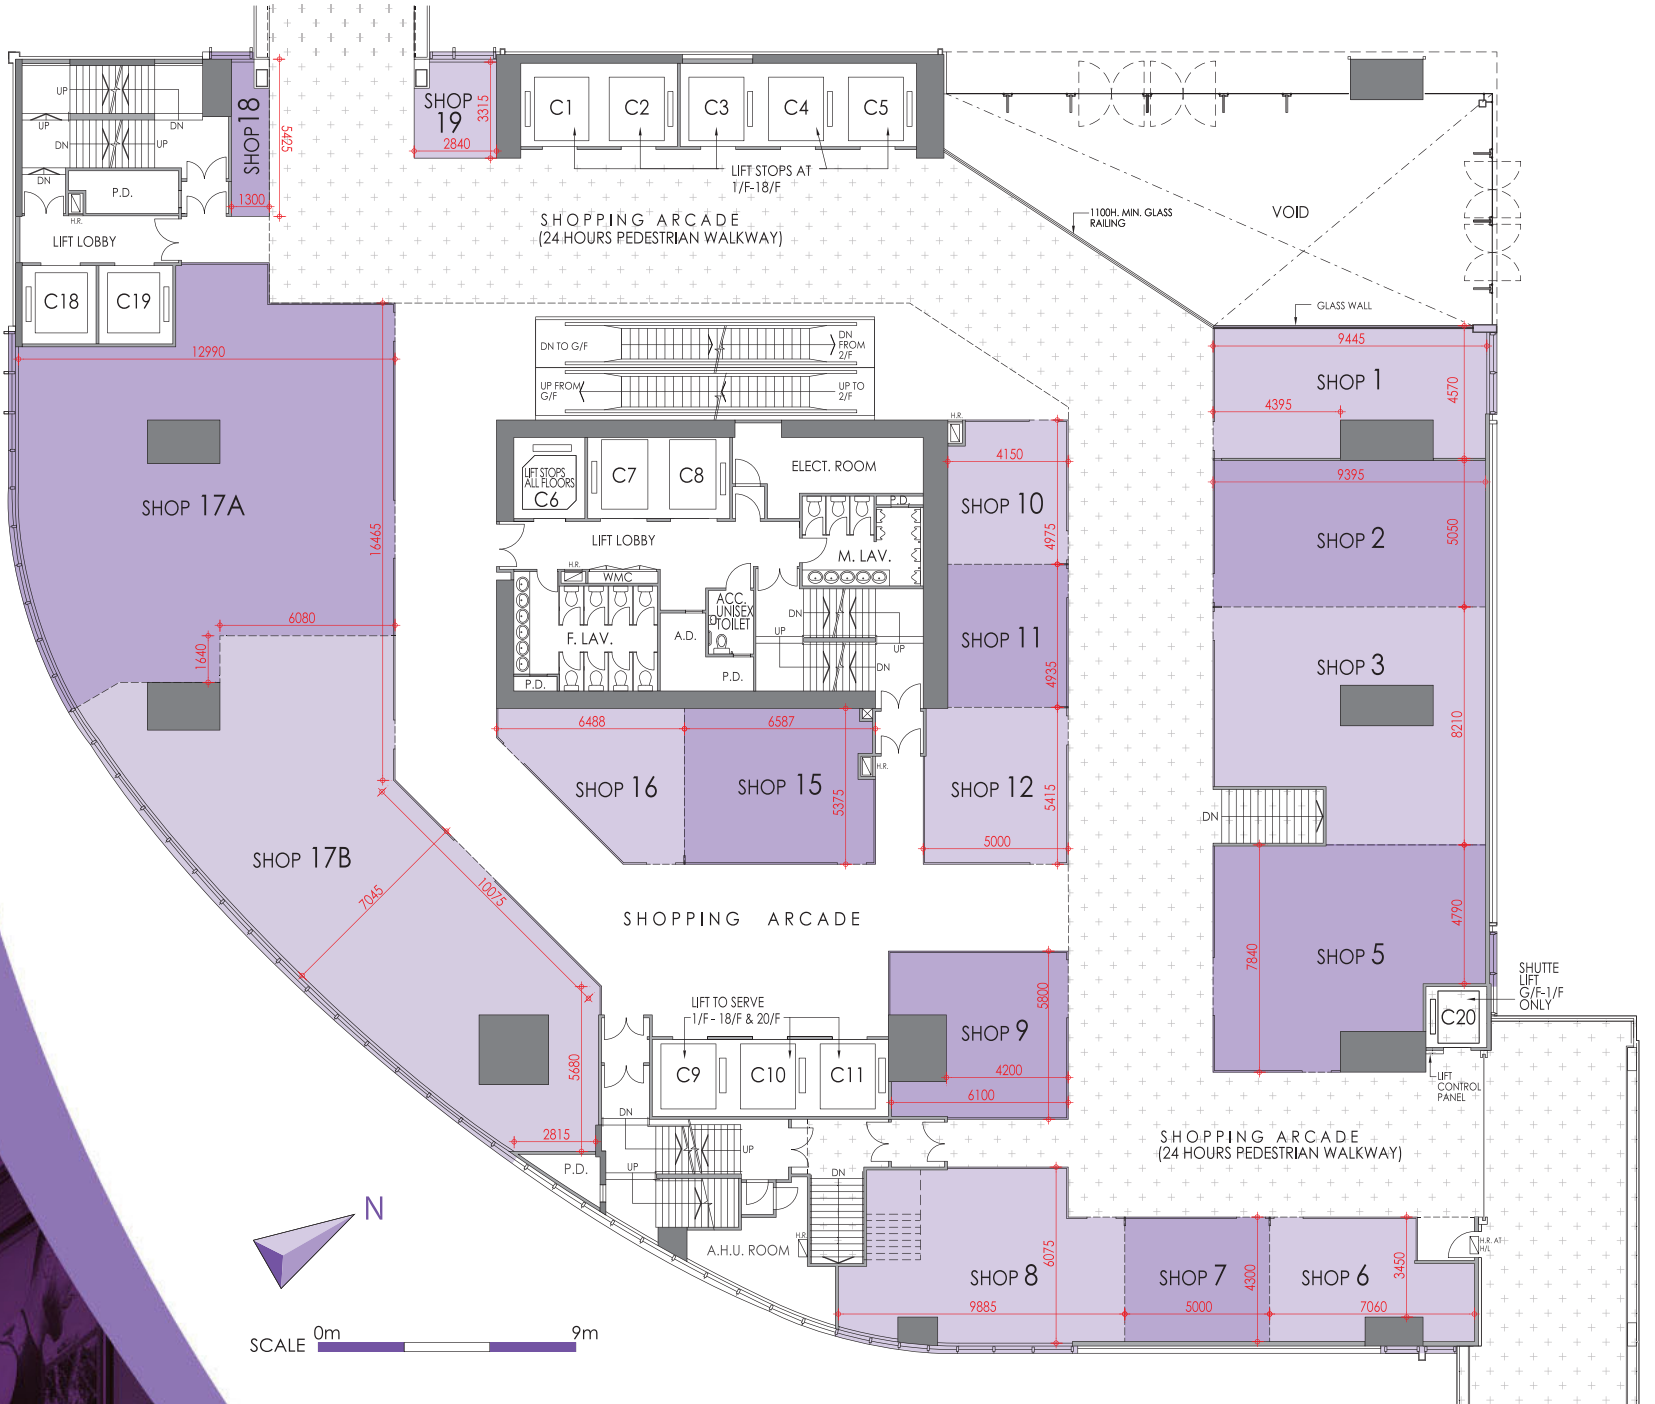 UP
DN
UP
UP
DN
DN
P.D.
H.R.
LIFT LOBBY
C18
C19
SHOP 18
5425
1300
SHOP
19
3315
2840
C1
C2
C3
C4
C5
LIFT STOPS AT
1/F-18/F
SHOPPING ARCADE
(24 HOURS PEDESTRIAN WALKWAY)
1100H. MIN. GLASS
RAILING
VOID
GLASS WALL
12990
SHOP 17A
16465
6080
1640
DN TO G/F
DN
FROM
2/F
UP FROM
G/F
UP TO
2/F
9445
SHOP 1
4570
4395
9395
SHOP 2
5050
SHOP 3
8210
DN
H.R.
4150
SHOP 10
4975
SHOP 11
4935
SHOP 12
5415
5000
LIFT STOPS
ALL FLOORS
C6
C7
C8
ELECT. ROOM
P.D.
LIFT LOBBY
M. LAV.
H.R.
WMC
ACC.
UNISEX
TOILET
F. LAV.
A.D.
P.D.
P.D.
DN
UP
UP
DN
6488
6587
SHOP 16
SHOP 15
5375
H.R.
SHOP 17B
7045
10075
5680
2815
SHOPPING ARCADE
SHOP 5
4790
7840
SHUTTE
LIFT
G/F-1/F
ONLY
C20
LIFT
CONTROL
PANEL
LIFT TO SERVE
1/F - 18/F & 20/F
C9
C10
C11
5800
SHOP 9
4200
6100
SHOPPING ARCADE
(24 HOURS PEDESTRIAN WALKWAY)
DN
UP
UP
P.D.
DN
A.H.U. ROOM
H.R.
SHOP 8
6075
9885
SHOP 7
4300
5000
SHOP 6
3450
7060
H.R. AT
H/L
N
SCALE
0m
9m